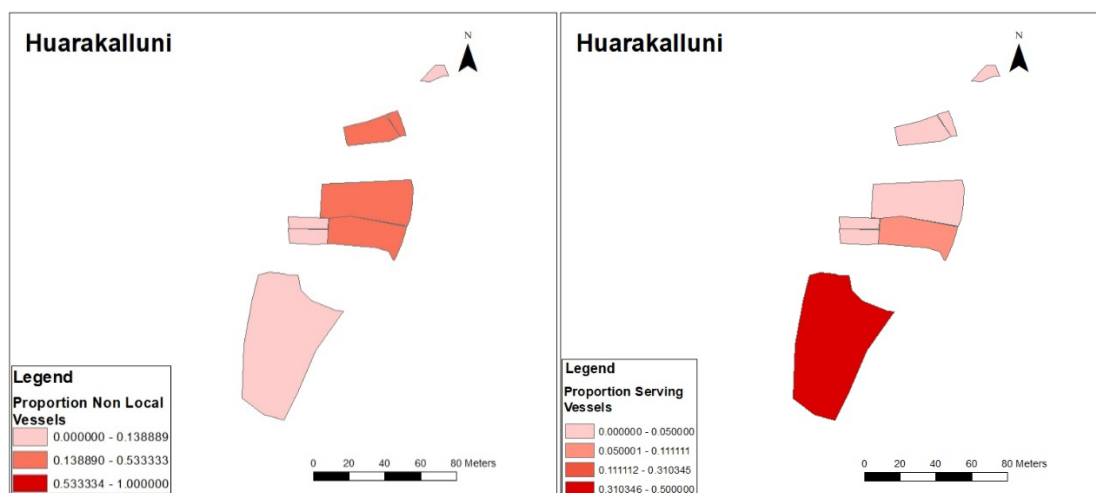 Huarakalluni
N
Legend
Proportion Non Local
Vessels
0.000000 - 0.138889
0.138890 - 0.533333
0.533334 - 1.000000
0 20 40 60 80 Meters
Huarakalluni
N
Legend
Proportion Serving
Vessels
0.000000 - 0.050000
0.050001 - 0.111111
0.111112 - 0.310345
0.310346 - 0.500000
0 20 40 60 80 Meters